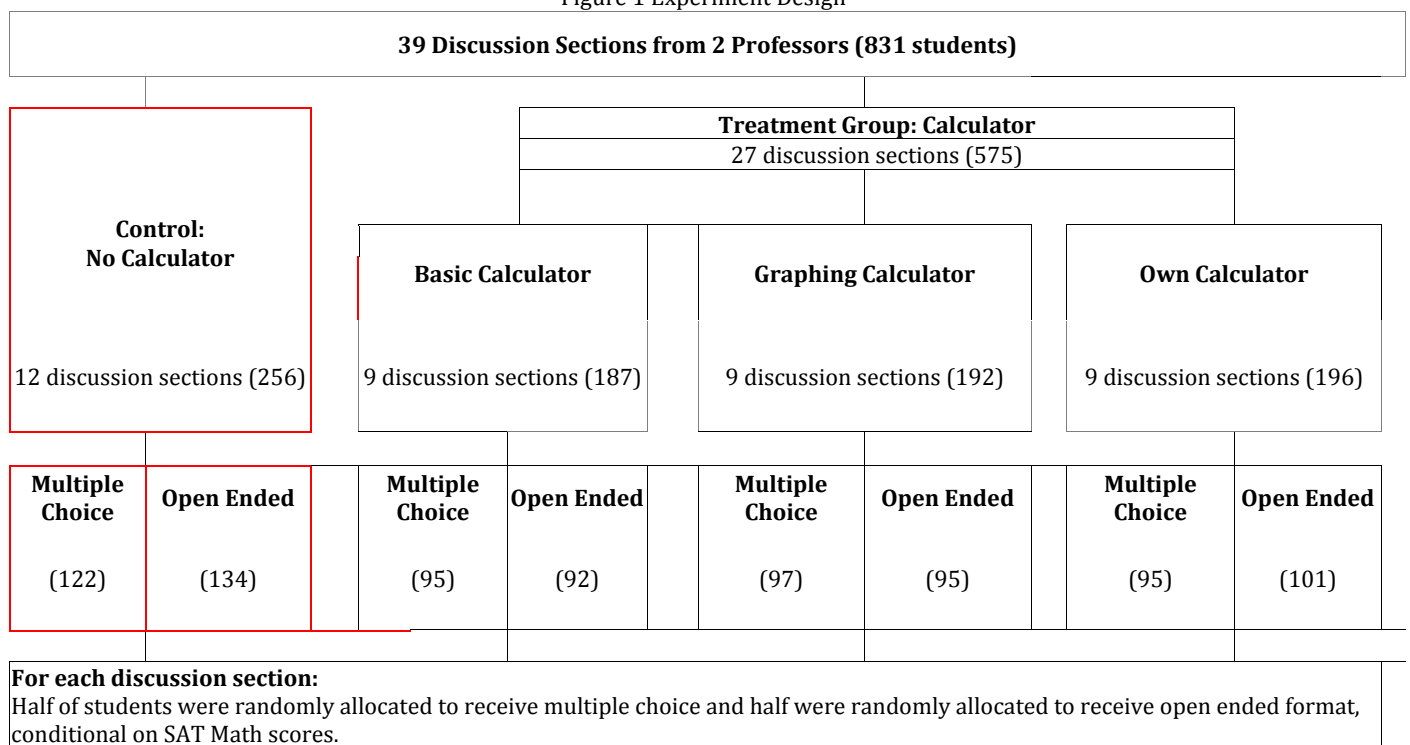 Figure 1 Experiment Design
39 Discussion Sections from 2 Professors (831 students)
Treatment Group: Calculator
27 discussion sections (575)
Control:
No Calculator
12 discussion sections (256)
Basic Calculator
9 discussion sections (187)
Graphing Calculator
9 discussion sections (192)
Own Calculator
9 discussion sections (196)
Multiple
Choice
(122)
Open Ended
(134)
Multiple
Choice
(95)
Open Ended
(92)
Multiple
Choice
(97)
Open Ended
(95)
Multiple
Choice
(95)
Open Ended
(101)
For each discussion section:
Half of students were randomly allocated to receive multiple choice and half were randomly allocated to receive open ended format,
conditional on SAT Math scores.